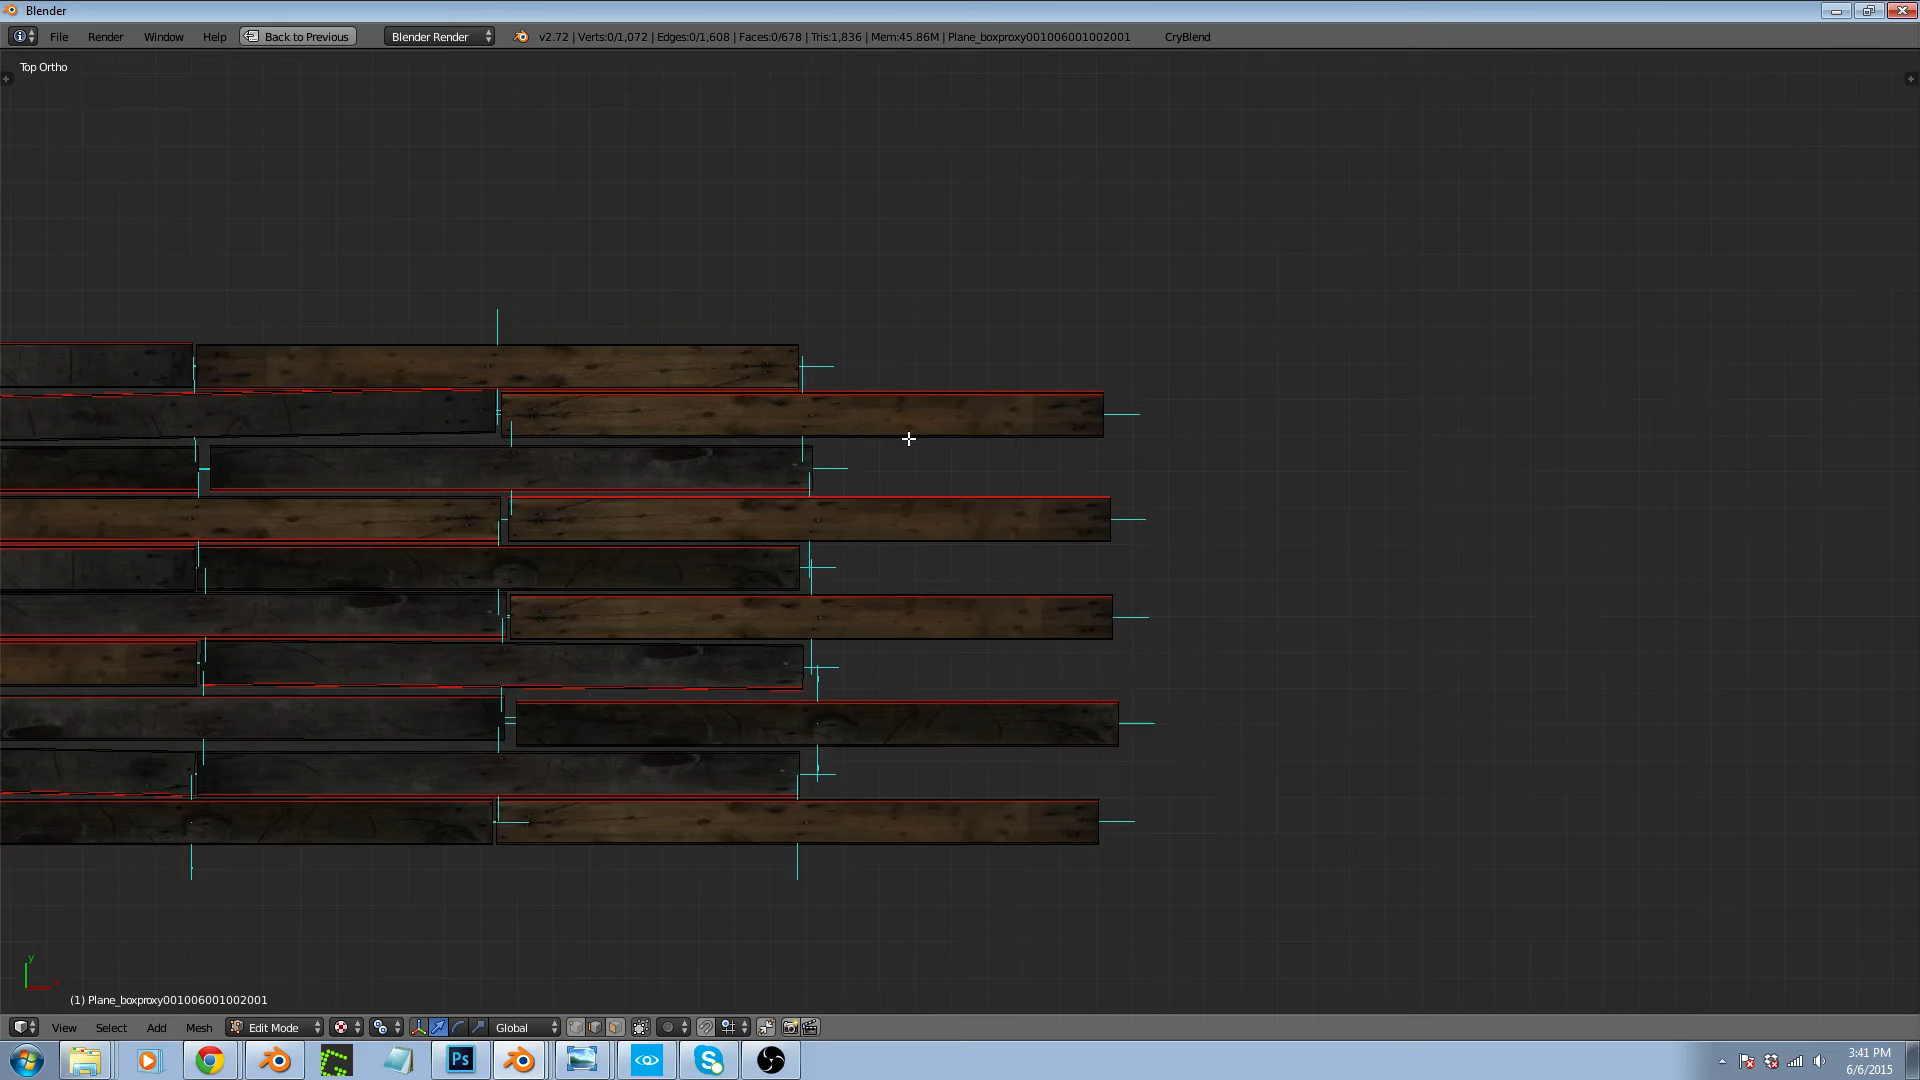 Blender
File Render Window Help Back to Previous Blender Render v2.72 | Verts:0/1,072 | Edges:0/1,608 | Faces:0/678 | Tris:1,836 | Mem:45.86M | Plane_boxproxy001006001002001 CryBlend
Top Ortho
y
x
(1) Plane_boxproxy001006001002001
View Select Add Mesh Edit Mode Global
Ps
3:41 PM
6/6/2015